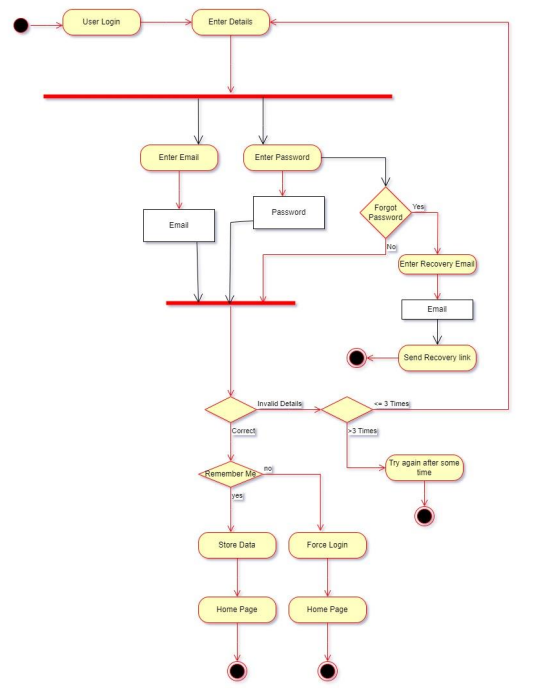 User Login
Enter Details
Enter Email
Enter Password
Email
Password
Forgot
Password
Yes
No
Enter Recovery Email
Email
Send Recovery link
Invalid Details
<= 3 Times
Correct
>3 Times
Remember Me
no
yes
Try again after some
time
Store Data
Force Login
Home Page
Home Page